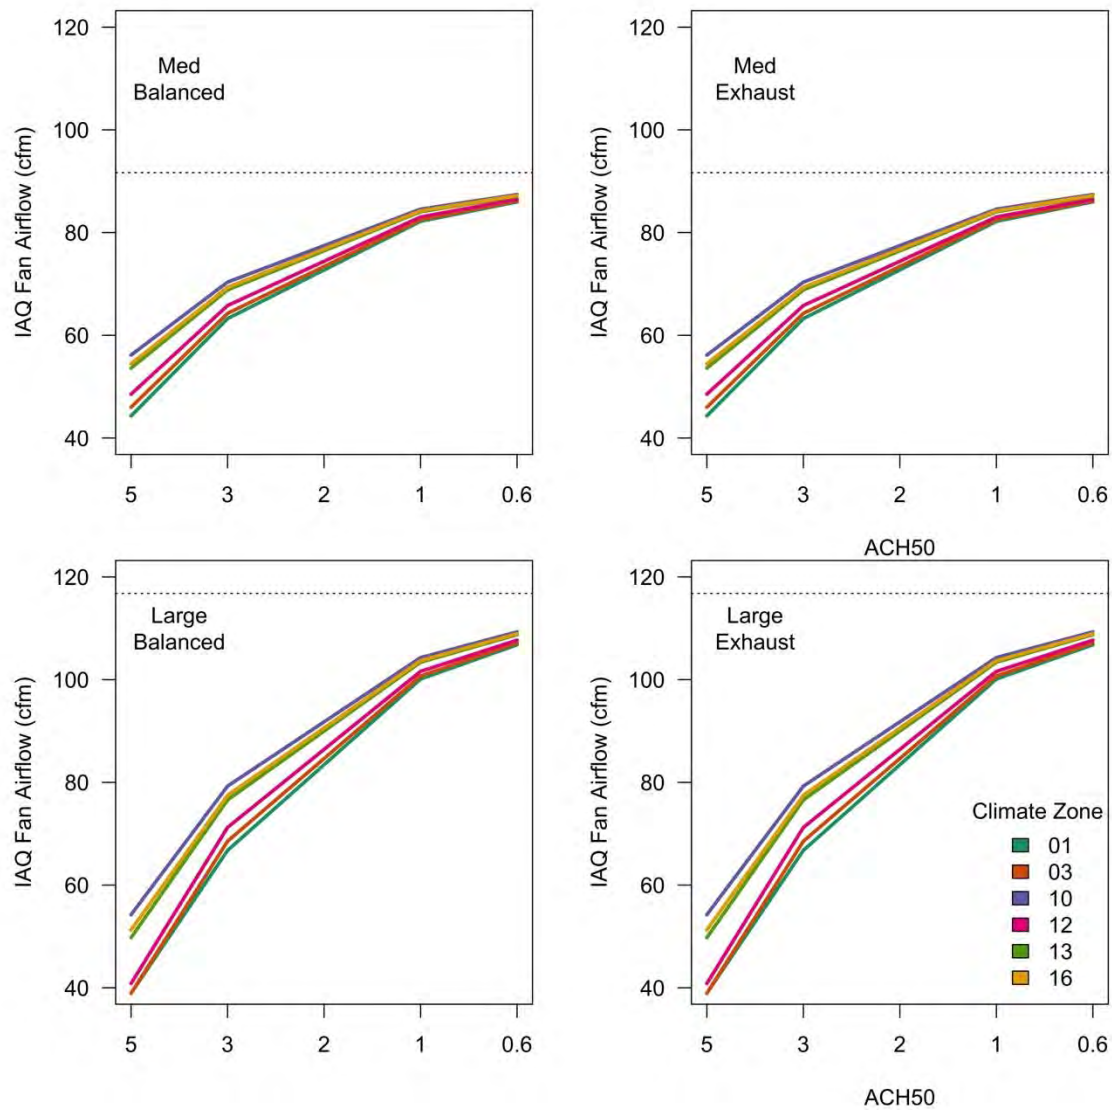 120
100
80
60
40
IAQ Fan Airflow (cfm)
Med
Balanced
5 3 2 1 0.6
120
100
80
60
40
IAQ Fan Airflow (cfm)
Med
Exhaust
5 3 2 1 0.6
ACH50
120
100
80
60
40
IAQ Fan Airflow (cfm)
Large
Balanced
5 3 2 1 0.6
120
100
80
60
40
IAQ Fan Airflow (cfm)
Large
Exhaust
Climate Zone
01
03
10
12
13
16
5 3 2 1 0.6
ACH50